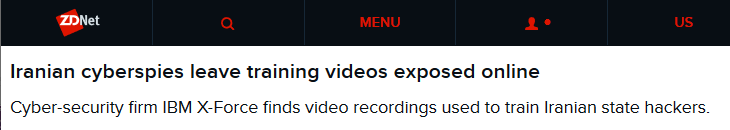 ZDNet
MENU
US
Iranian cyberspies leave training videos exposed online
Cyber-security firm IBM X-Force finds video recordings used to train Iranian state hackers.